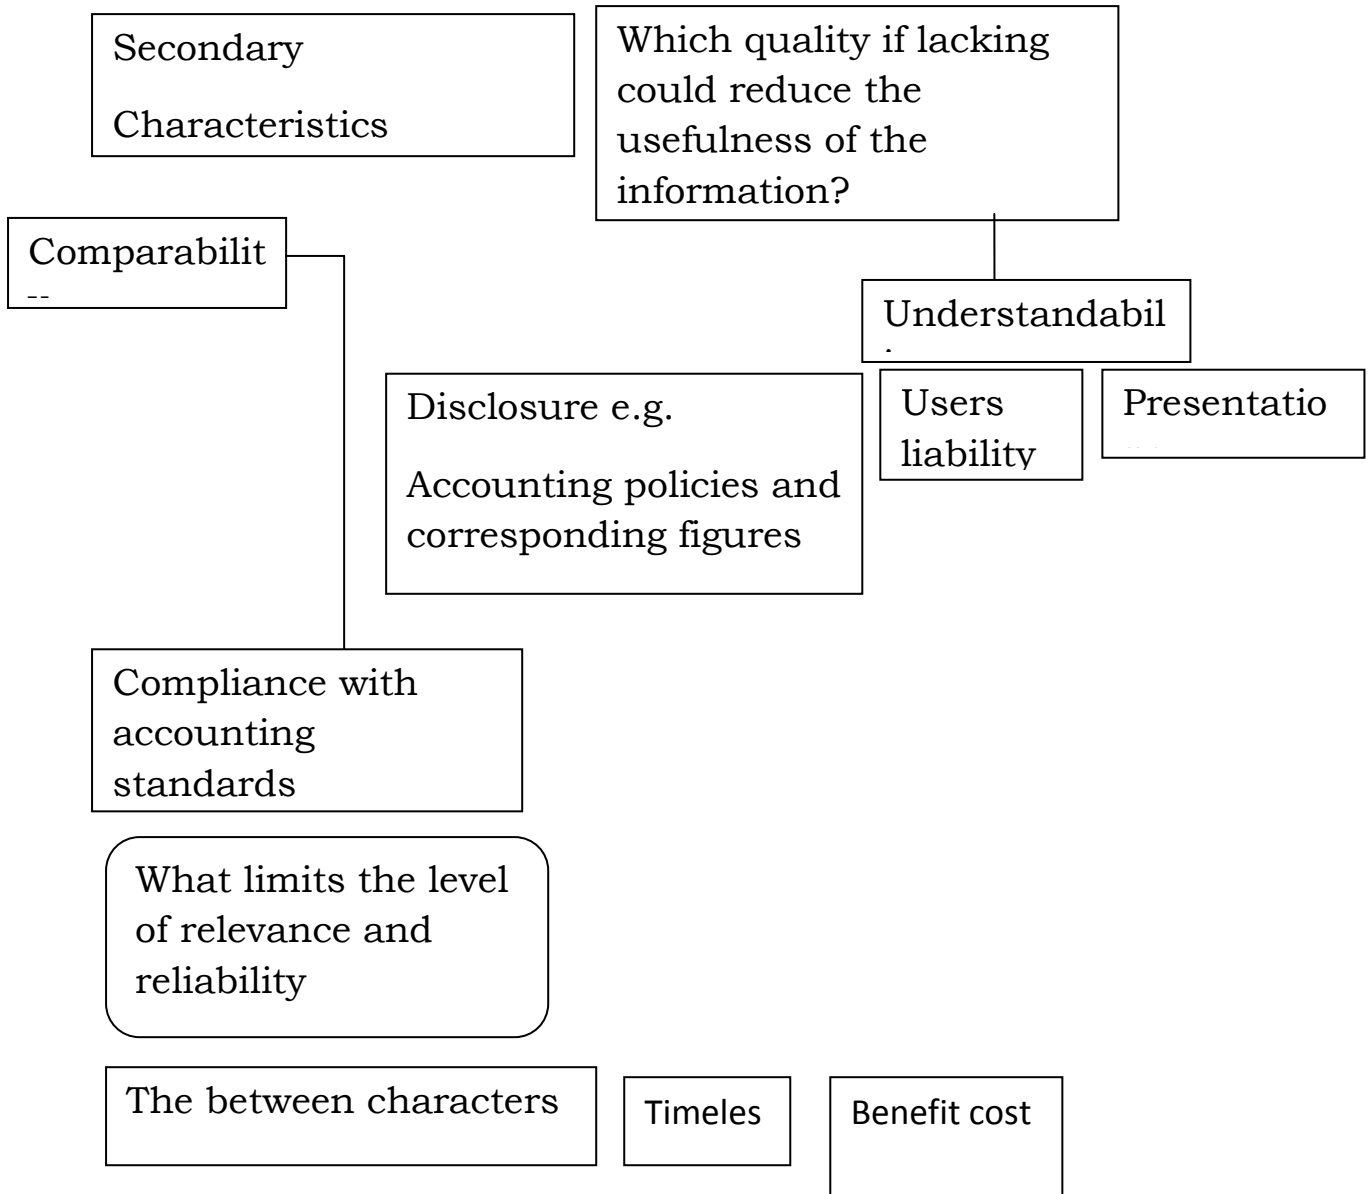 Secondary
Characteristics
Which quality if lacking
could reduce the
usefulness of the
information?
Comparabilit
Understandabil
Disclosure e.g.
Accounting policies and
corresponding figures
Users
liability
Presentatio
Compliance with
accounting
standards
What limits the level
of relevance and
reliability
The between characters
Timeles
Benefit cost